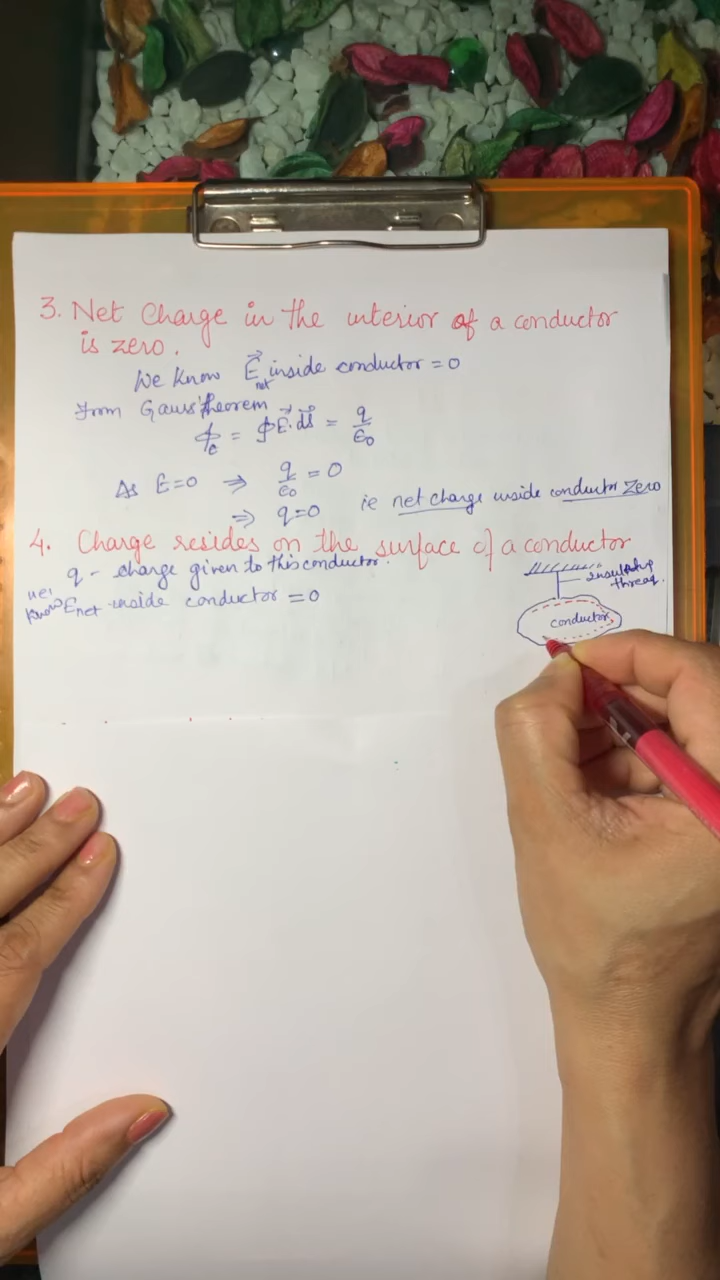 3. Net Charge in the interior of a conductor
is zero.
We know E⃗net inside conductor = 0
From Gauss' theorem
ϕE = ∮E⃗.ds⃗ = q/ε0
As E=0 ⇒ q/ε0 = 0
⇒ q=0 ie net charge inside conductor zero
4. Charge resides on the surface of a conductor
q - charge given to this conductor.
insulating
thread.
we
know Enet inside conductor = 0
conductor